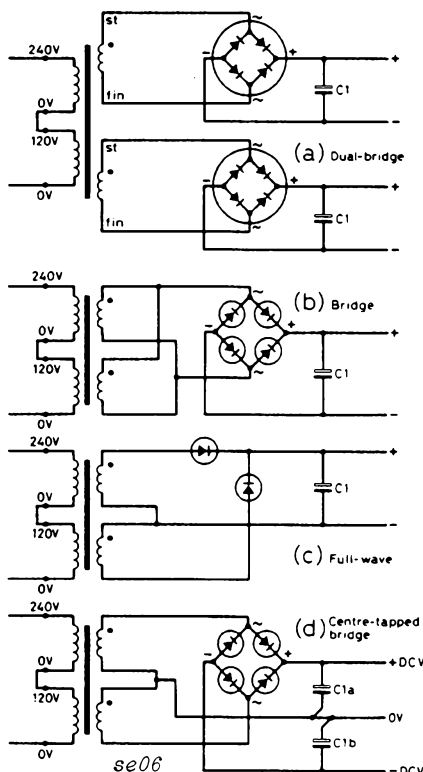 st
240V
~
- +
+
0V
C1
120V
fin
~
-
(a) Dual-bridge
st
~
- +
+
C1
0V
fin
~
-
240V
(b) Bridge
~
- +
+
0V
C1
120V
~
0V
-
240V
+
0V
C1
120V
-
(c) Full-wave
0V
240V
(d) Centre-tapped
bridge
~
- +
+DCV
0V
C1a
120V
0V
C1b
~
0V
-DCV
se06